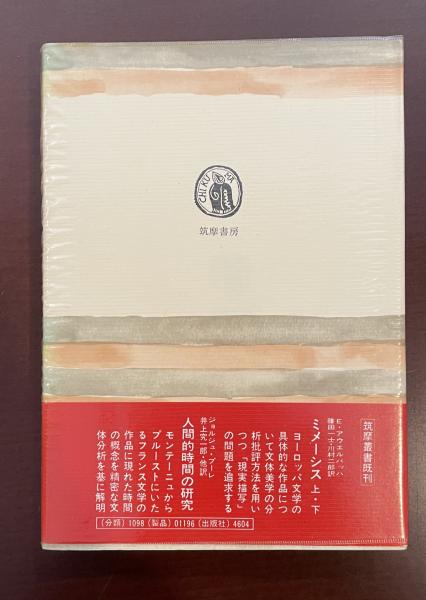 CHIKUMA
筑摩書房
筑摩叢書既刊
E・アウエルバッハ
篠田一士・川村二郎訳
ミメーシス 上・下
ヨーロッパ文学の
具体的な作品につ
いて文体美学の分
析批評方法を用い
つつ「現実描写」
の問題を追求する
ジョルジュ・プーレ
井上究一郎・他訳
人間的時間の研究
モンテーニュから
プルーストにいた
るフランス文学の
作品に現れた時間
の概念を精密な文
体分析を基に解明
(分類) 1098 (製品) 01196 (出版社) 4604